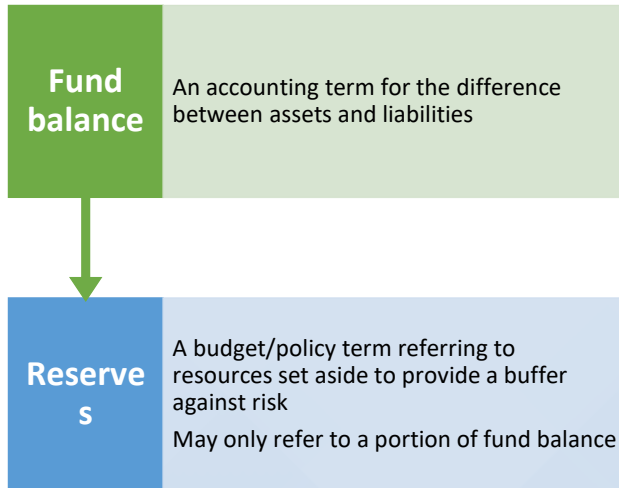 Fund
balance
An accounting term for the difference
between assets and liabilities
Reserve
s
A budget/policy term referring to
resources set aside to provide a buffer
against risk
May only refer to a portion of fund balance